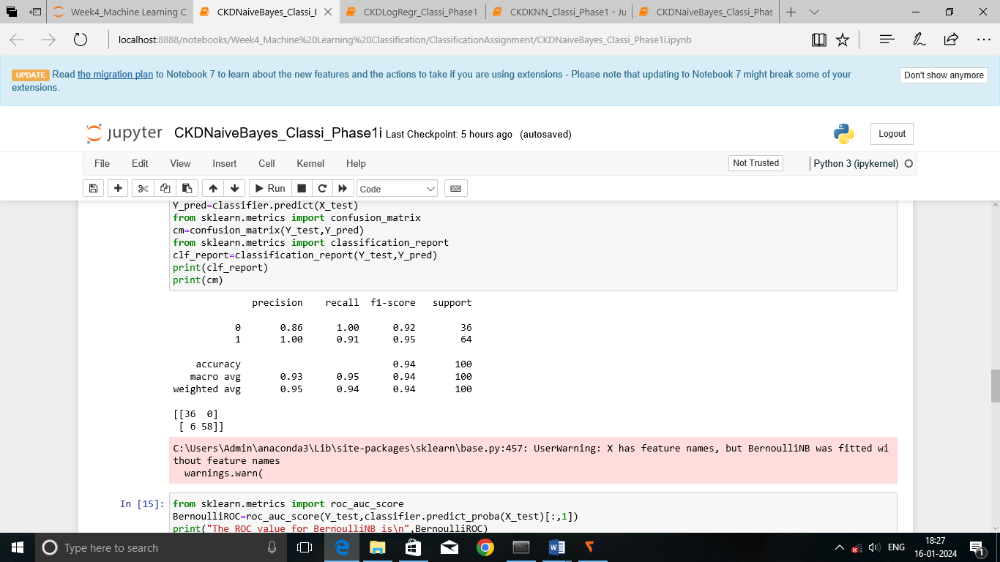 Week4_Machine Learning C
CKDNaiveBayes_Classi_I
CKDLogRegr_Classi_Phase1
CKDKNN_Classi_Phase1 - Ju
CKDNaiveBayes_Classi_Phas
localhost:8888/notebooks/Week4_Machine%20Learning%20Classification/ClassificationAssignment/CKDNaiveBayes_Classi_Phase1i.ipynb
UPDATE Read the migration plan to Notebook 7 to learn about the new features and the actions to take if you are using extensions - Please note that updating to Notebook 7 might break some of your
extensions.
Don't show anymore
jupyter CKDNaiveBayes_Classi_Phase1i Last Checkpoint: 5 hours ago (autosaved)
Logout
File Edit View Insert Cell Kernel Help
Not Trusted
Python 3 (ipykernel)
Run
Code
Y_pred=classifier.predict(X_test)
from sklearn.metrics import confusion_matrix
cm=confusion_matrix(Y_test,Y_pred)
from sklearn.metrics import classification_report
clf_report=classification_report(Y_test,Y_pred)
print(clf_report)
print(cm)
precision recall f1-score support
0 0.86 1.00 0.92 36
1 1.00 0.91 0.95 64
accuracy 0.94 100
macro avg 0.93 0.95 0.94 100
weighted avg 0.95 0.94 0.94 100
[[36 0]
[ 6 58]]
C:\Users\Admin\anaconda3\Lib\site-packages\sklearn\base.py:457: UserWarning: X has feature names, but BernoulliNB was fitted wi
thout feature names
warnings.warn(
In [15]: from sklearn.metrics import roc_auc_score
BernoulliROC=roc_auc_score(Y_test,classifier.predict_proba(X_test)[:,1])
print("The ROC value for BernoulliNB is\n",BernoulliROC)
Type here to search
ENG
18:27
16-01-2024
1